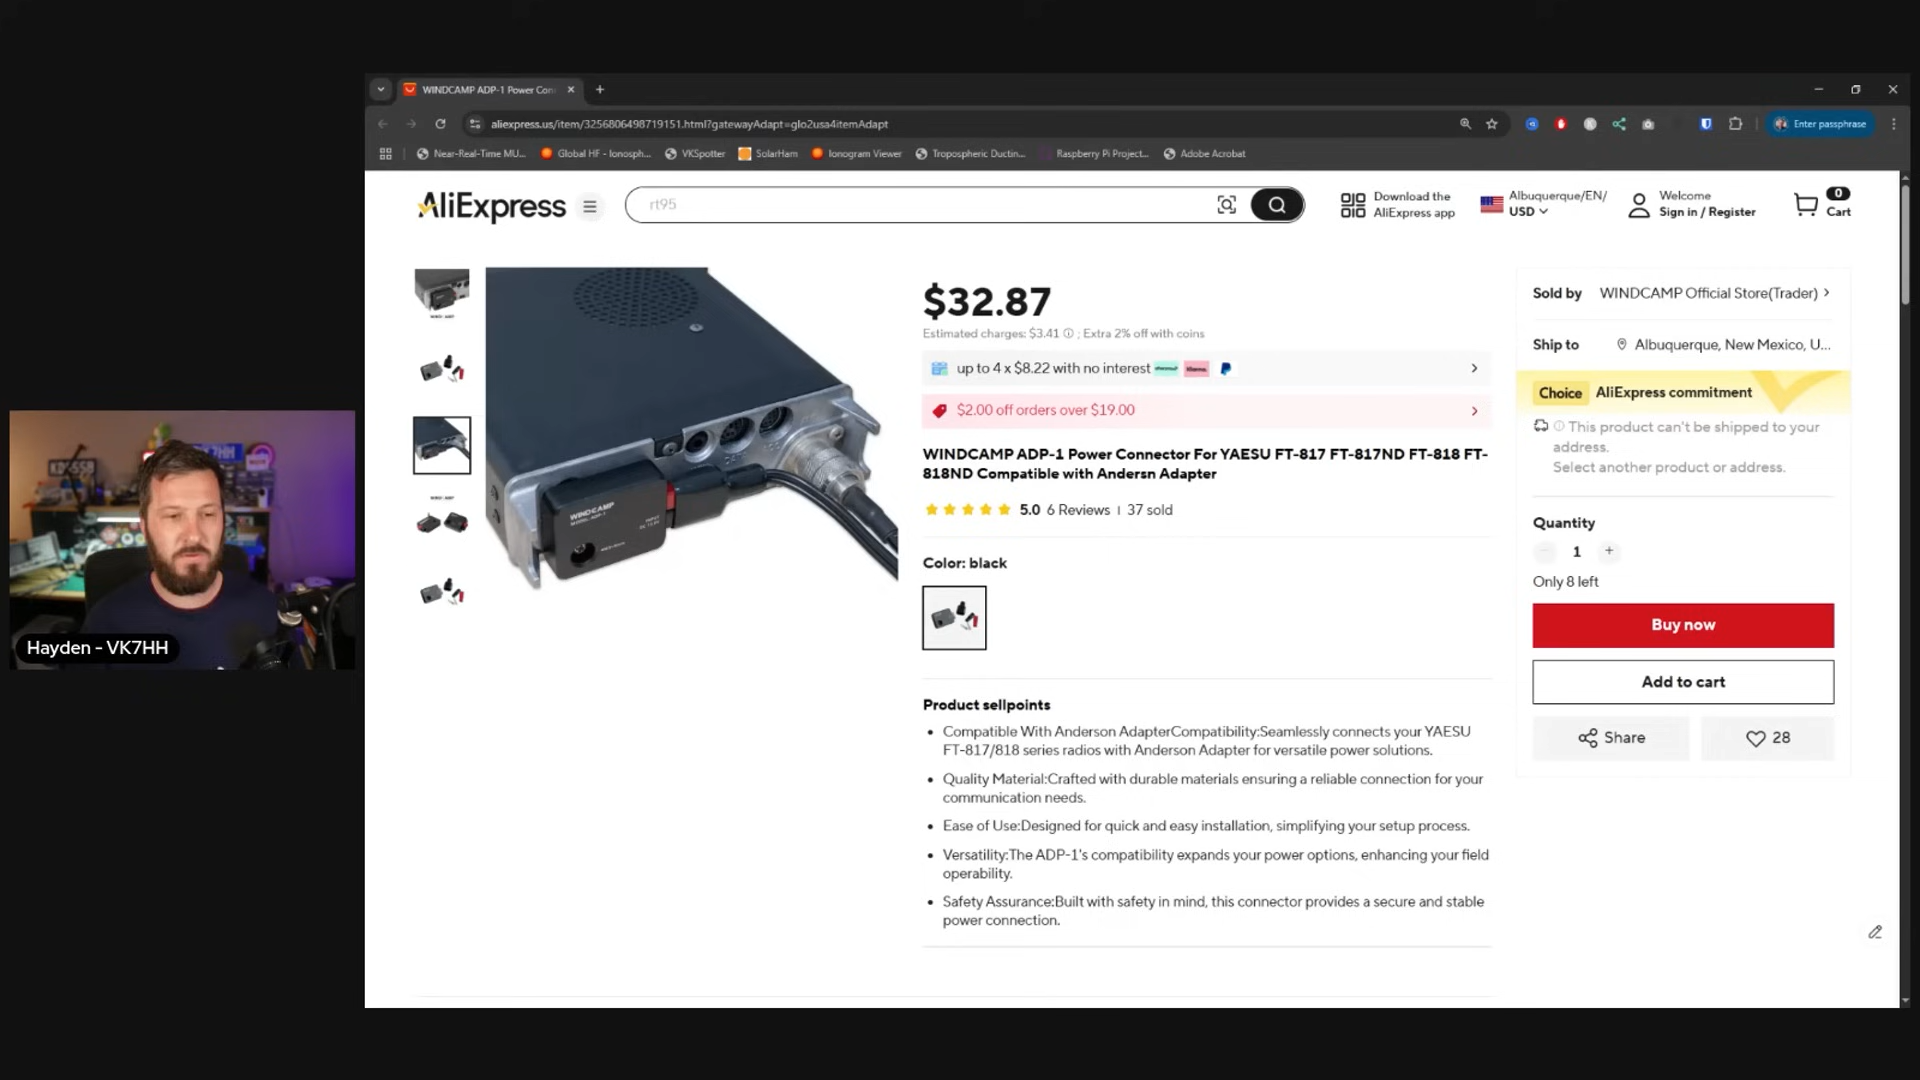 WINDCAMP ADP-1 Power Con
aliexpress.us/item/3256806498719151.html?gatewayAdapt=glo2usa4itemAdapt
Enter passphrase
Near-Real-Time MU...
Global HF - Ionosph...
VKSpotter
SolarHam
Ionogram Viewer
Tropospheric Ductin...
Raspberry Pi Project...
Adobe Acrobat
AliExpress
rt95
Download the
AliExpress app
Albuquerque/EN/
USD
Welcome
Sign in / Register
0
Cart
$32.87
Estimated charges: $3.41 ; Extra 2% off with coins
up to 4 x $8.22 with no interest
Klarna.
$2.00 off orders over $19.00
WINDCAMP ADP-1 Power Connector For YAESU FT-817 FT-817ND FT-818 FT-
818ND Compatible with Andersn Adapter
5.0 6 Reviews | 37 sold
Color: black
Product sellpoints
Compatible With Anderson AdapterCompatibility:Seamlessly connects your YAESU
FT-817/818 series radios with Anderson Adapter for versatile power solutions.
Quality Material:Crafted with durable materials ensuring a reliable connection for your
communication needs.
Ease of Use:Designed for quick and easy installation, simplifying your setup process.
Versatility:The ADP-1's compatibility expands your power options, enhancing your field
operability.
Safety Assurance:Built with safety in mind, this connector provides a secure and stable
power connection.
Sold by WINDCAMP Official Store(Trader)
Ship to Albuquerque, New Mexico, U...
Choice AliExpress commitment
This product can't be shipped to your
address.
Select another product or address.
Quantity
1
Only 8 left
Buy now
Add to cart
Share
28
WINDCAMP
Hayden - VK7HH